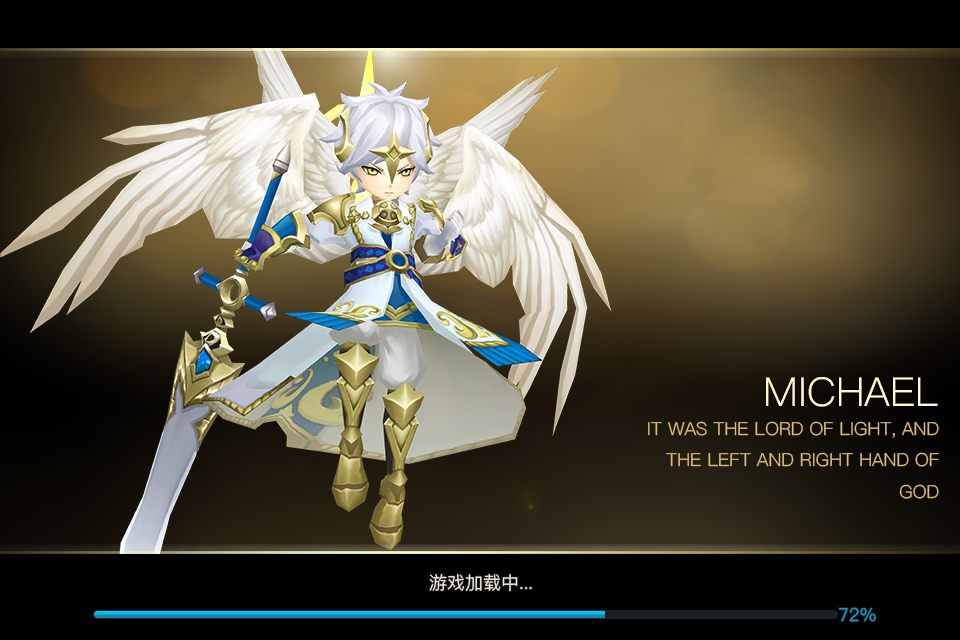 MICHAEL
IT WAS THE LORD OF LIGHT, AND
THE LEFT AND RIGHT HAND OF
GOD
游戏加载中...
72%